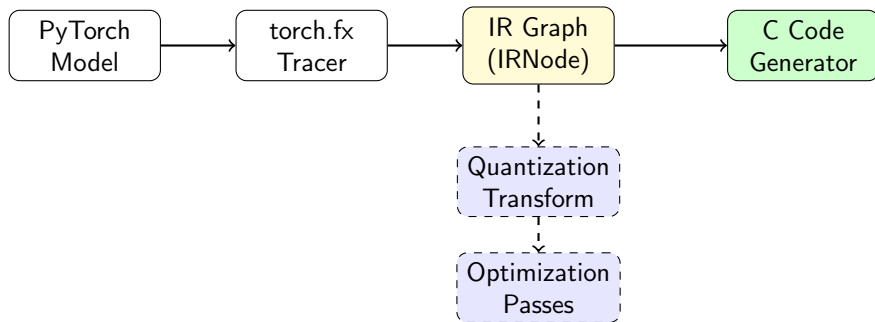 PyTorch
Model
torch.fx
Tracer
IR Graph
(IRNode)
C Code
Generator
Quantization
Transform
Optimization
Passes